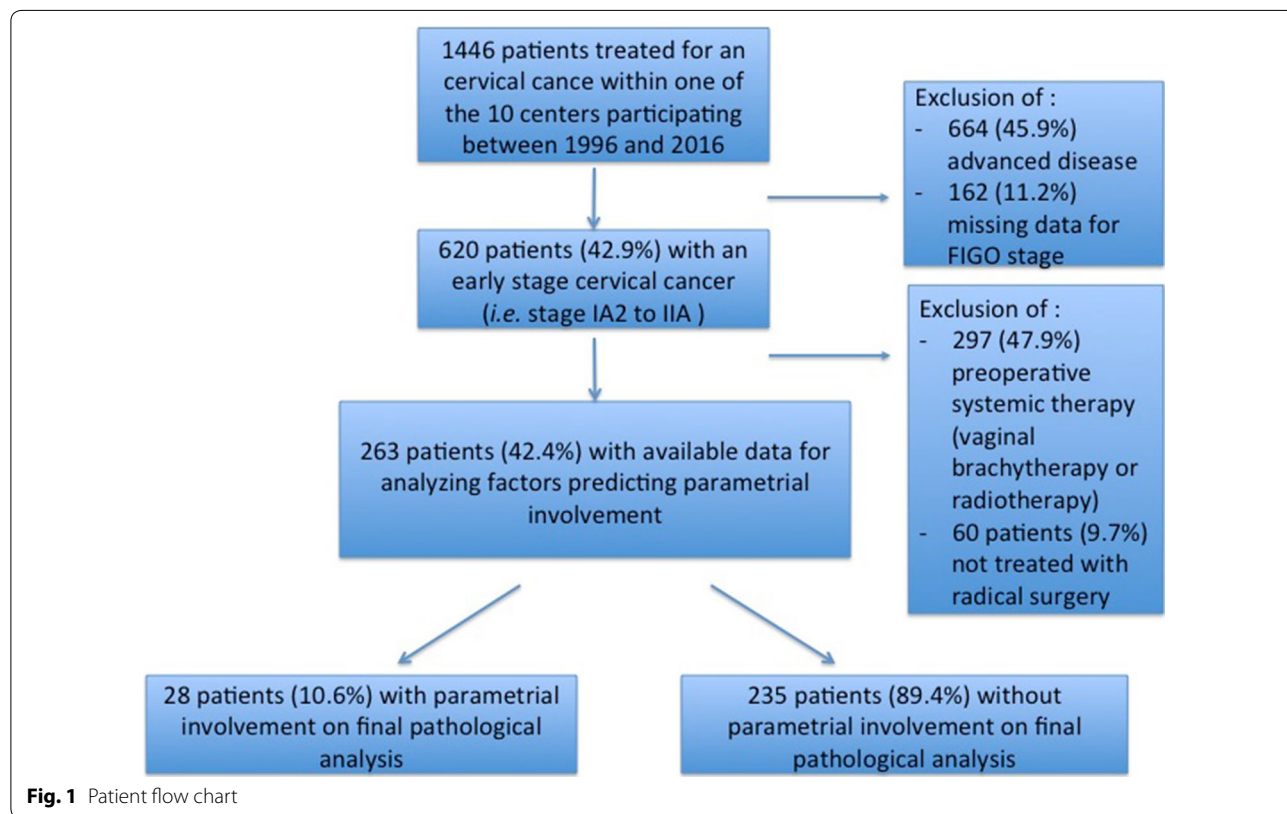 1446 patients treated for an
cervical cance within one of
the 10 centers participating
between 1996 and 2016
Exclusion of :
- 664 (45.9%)
advanced disease
- 162 (11.2%)
missing data for
FIGO stage
620 patients (42.9%) with an
early stage cervical cancer
(i.e. stage IA2 to IIA )
Exclusion of :
- 297 (47.9%)
preoperative
systemic therapy
(vaginal
brachytherapy or
radiotherapy)
- 60 patients (9.7%)
not treated with
radical surgery
263 patients (42.4%) with available data for
analyzing factors predicting parametrial
involvement
28 patients (10.6%) with parametrial
involvement on final pathological
analysis
235 patients (89.4%) without
parametrial involvement on final
pathological analysis
Fig. 1 Patient flow chart